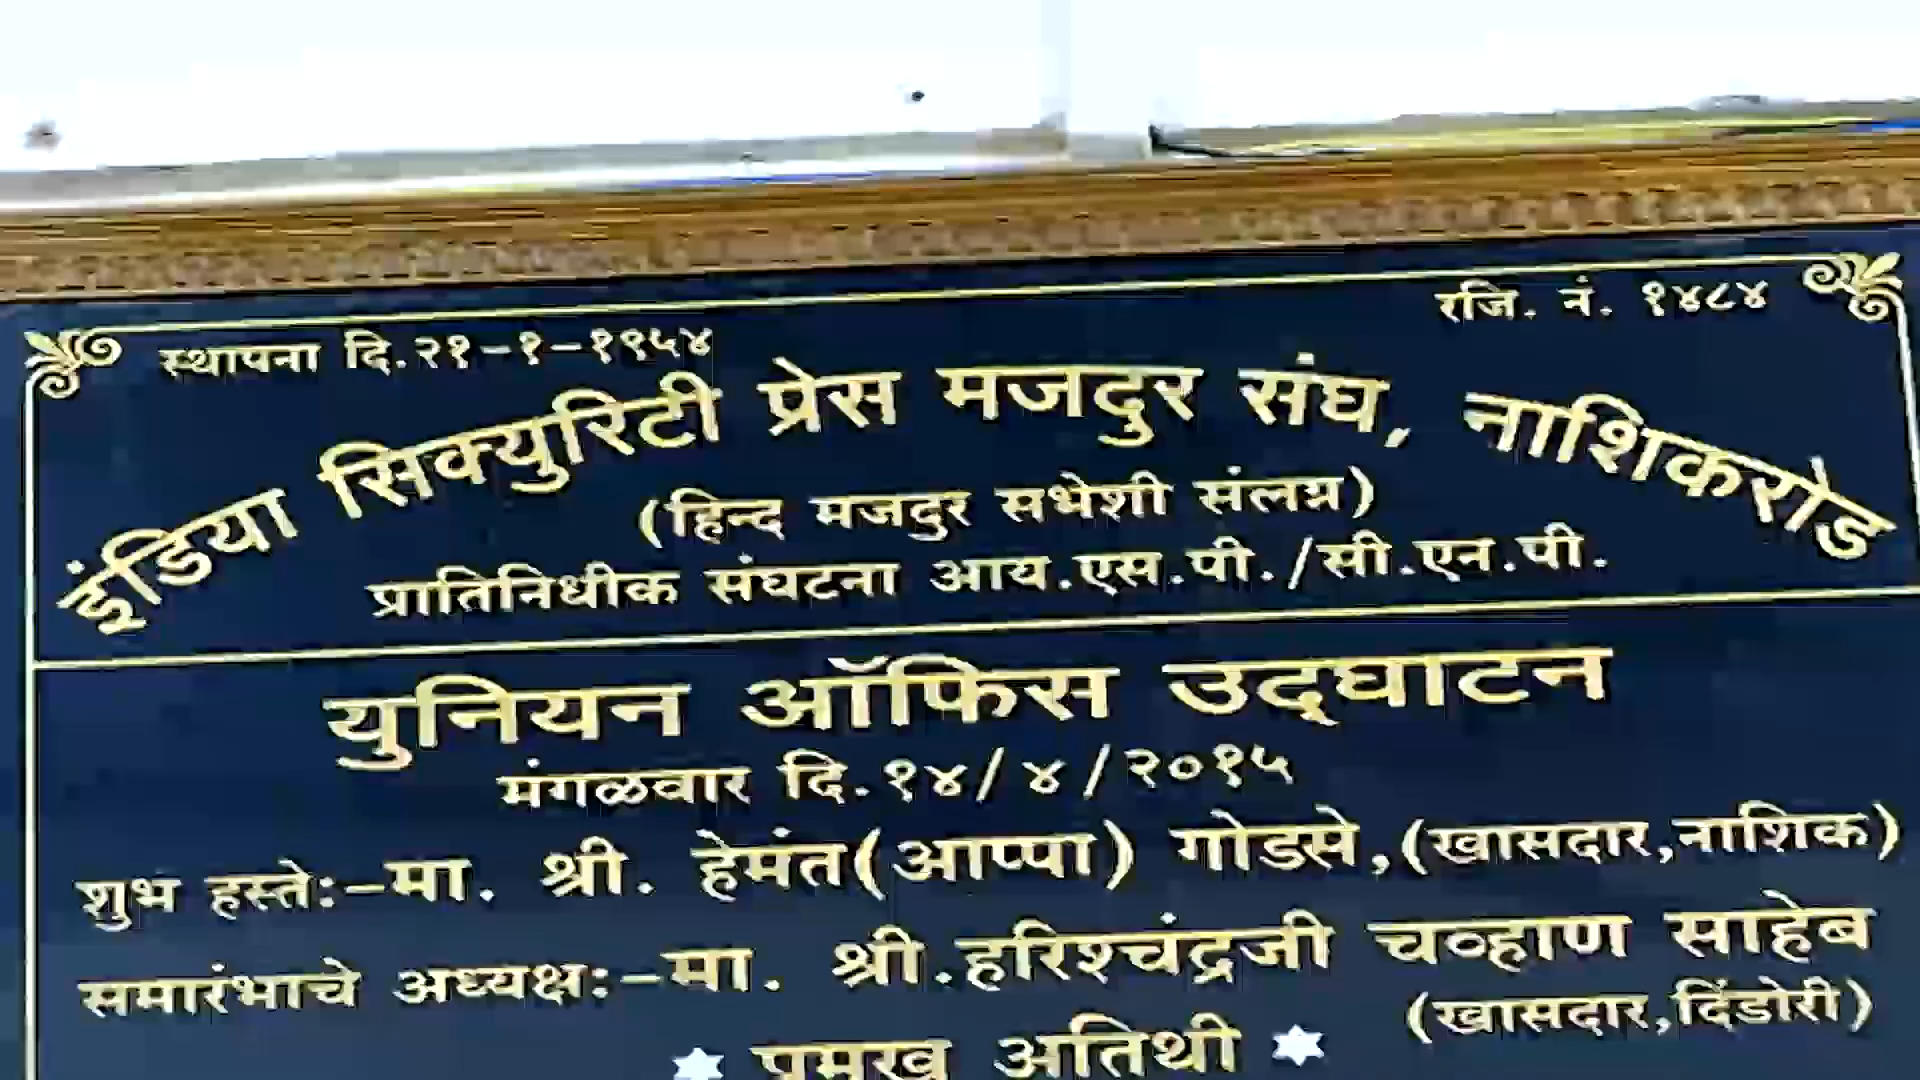 स्थापना दि.२१-१-१९५४ रजि. नं. १४८४
इंडिया सिक्युरिटी प्रेस मजदुर संघ, नाशिकरोड
(हिन्द मजदुर सभेशी संलग्न)
प्रातिनिधीक संघटना आय.एस.पी./सी.एन.पी.
युनियन ऑफिस उद्घाटन
मंगळवार दि.१४/४/२०१५
शुभ हस्ते:-मा. श्री. हेमंत(आप्पा) गोडसे,(खासदार,नाशिक)
समारंभाचे अध्यक्ष:-मा. श्री.हरिश्चंद्रजी चव्हाण साहेब
(खासदार,दिंडोरी)
प्रमुख अतिथी